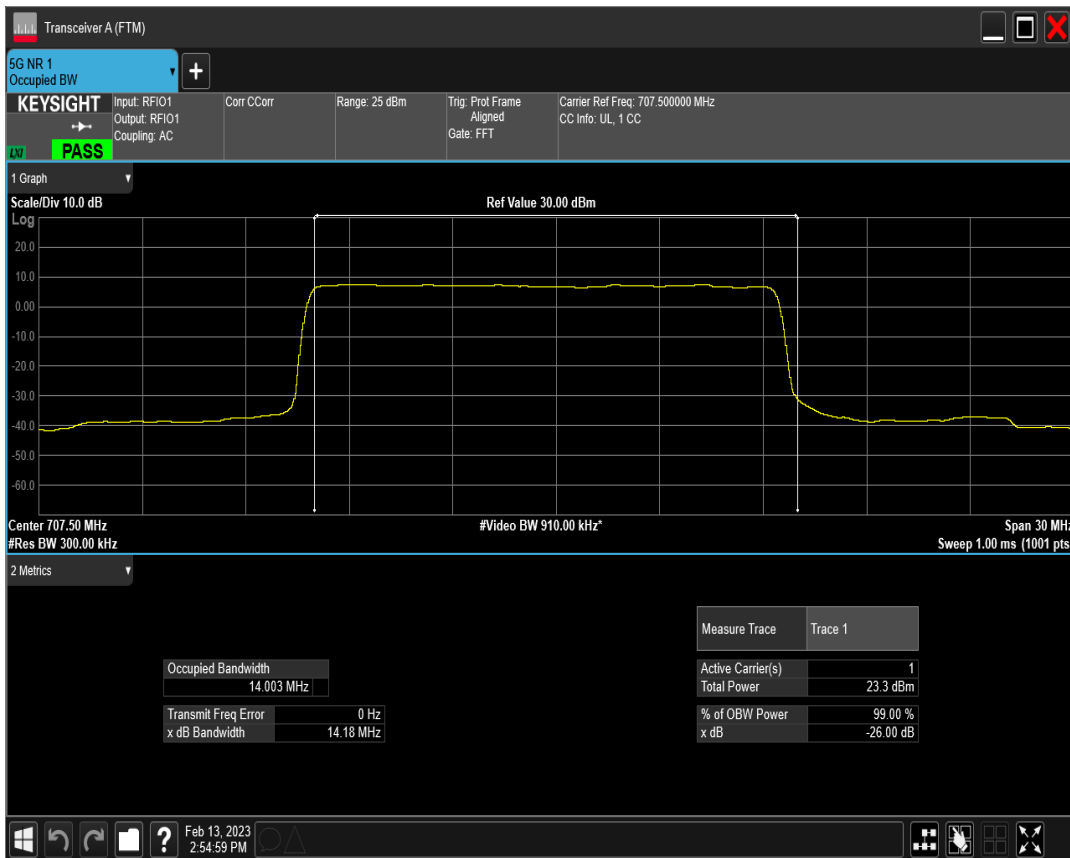 Transceiver A (FTM)
5G NR 1
Occupied BW
+
KEYSIGHT
LXI
PASS
Input: RFIO1
Output: RFIO1
Coupling: AC
Corr CCorr
Range: 25 dBm
Trig: Prot Frame
Aligned
Gate: FFT
Carrier Ref Freq: 707.500000 MHz
CC Info: UL, 1 CC
1 Graph
Scale/Div 10.0 dB
Ref Value 30.00 dBm
Log
20.0
10.0
0.00
-10.0
-20.0
-30.0
-40.0
-50.0
-60.0
Center 707.50 MHz
#Video BW 910.00 kHz*
Span 30 MHz
#Res BW 300.00 kHz
Sweep 1.00 ms (1001 pts
2 Metrics
Measure Trace Trace 1
Occupied Bandwidth
14.003 MHz
Transmit Freq Error 0 Hz
x dB Bandwidth 14.18 MHz
Active Carrier(s) 1
Total Power 23.3 dBm
% of OBW Power 99.00 %
x dB -26.00 dB
?
Feb 13, 2023
2:54:59 PM